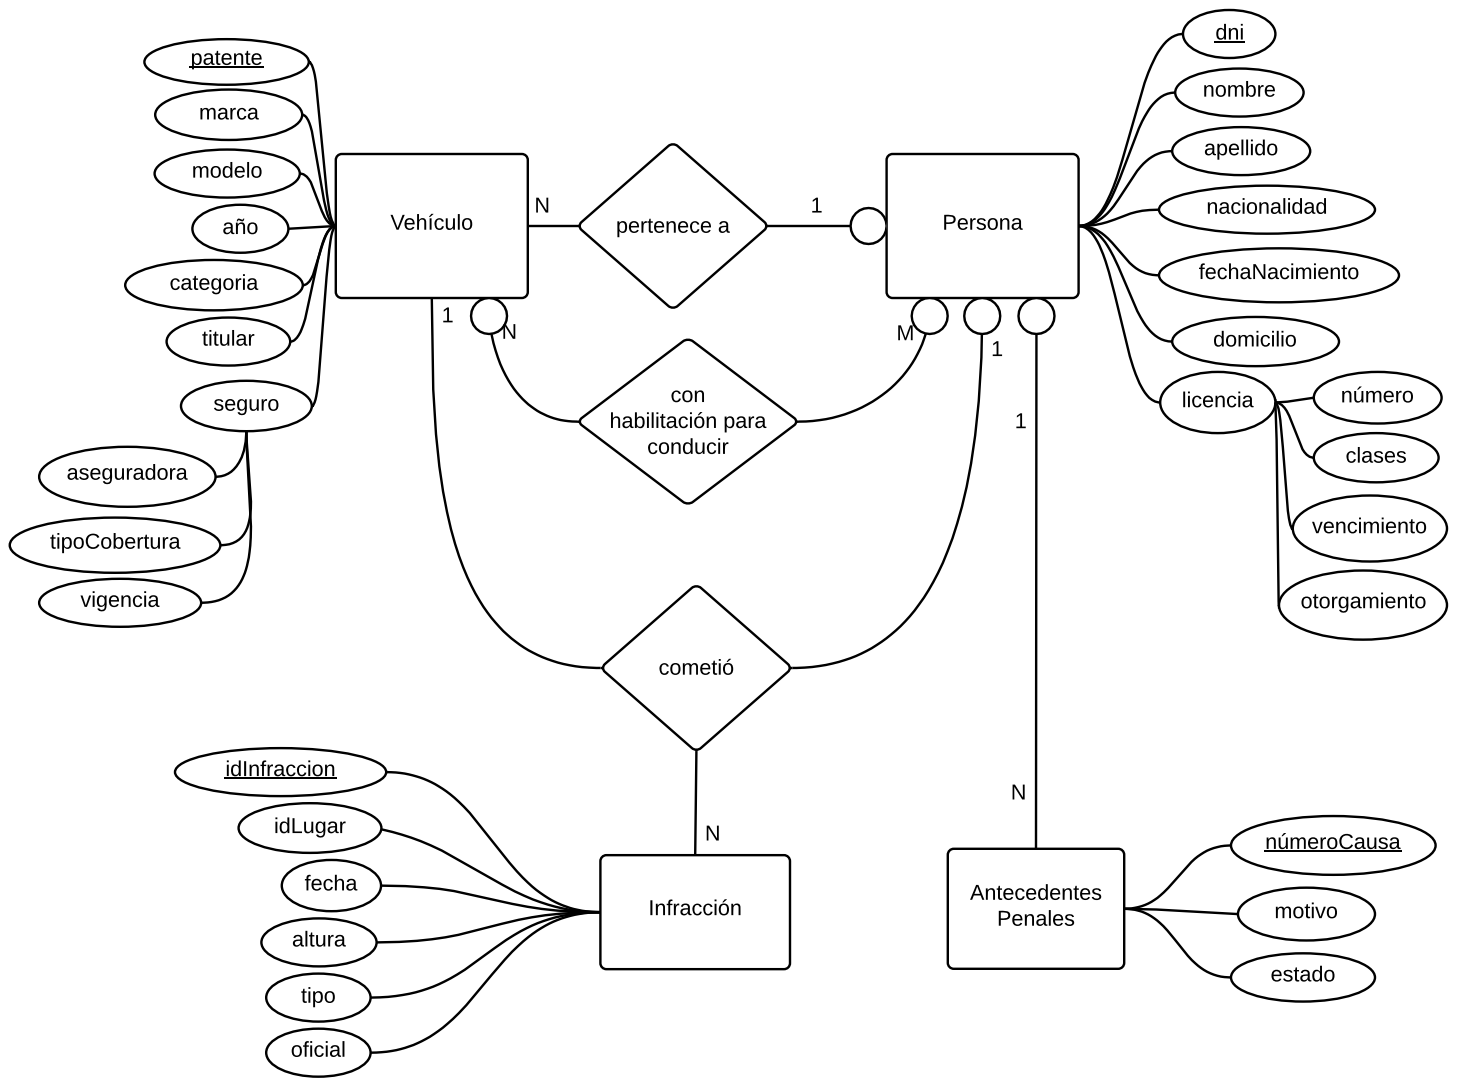 patente
marca
modelo
año
categoria
titular
seguro
aseguradora
tipoCobertura
vigencia
Vehículo
N
pertenece a
1
Persona
dni
nombre
apellido
nacionalidad
fechaNacimiento
domicilio
licencia
número
clases
vencimiento
otorgamiento
1
N
con
habilitación para
conducir
M
1
1
cometió
N
N
idInfraccion
idLugar
fecha
altura
tipo
oficial
Infracción
Antecedentes
Penales
númeroCausa
motivo
estado